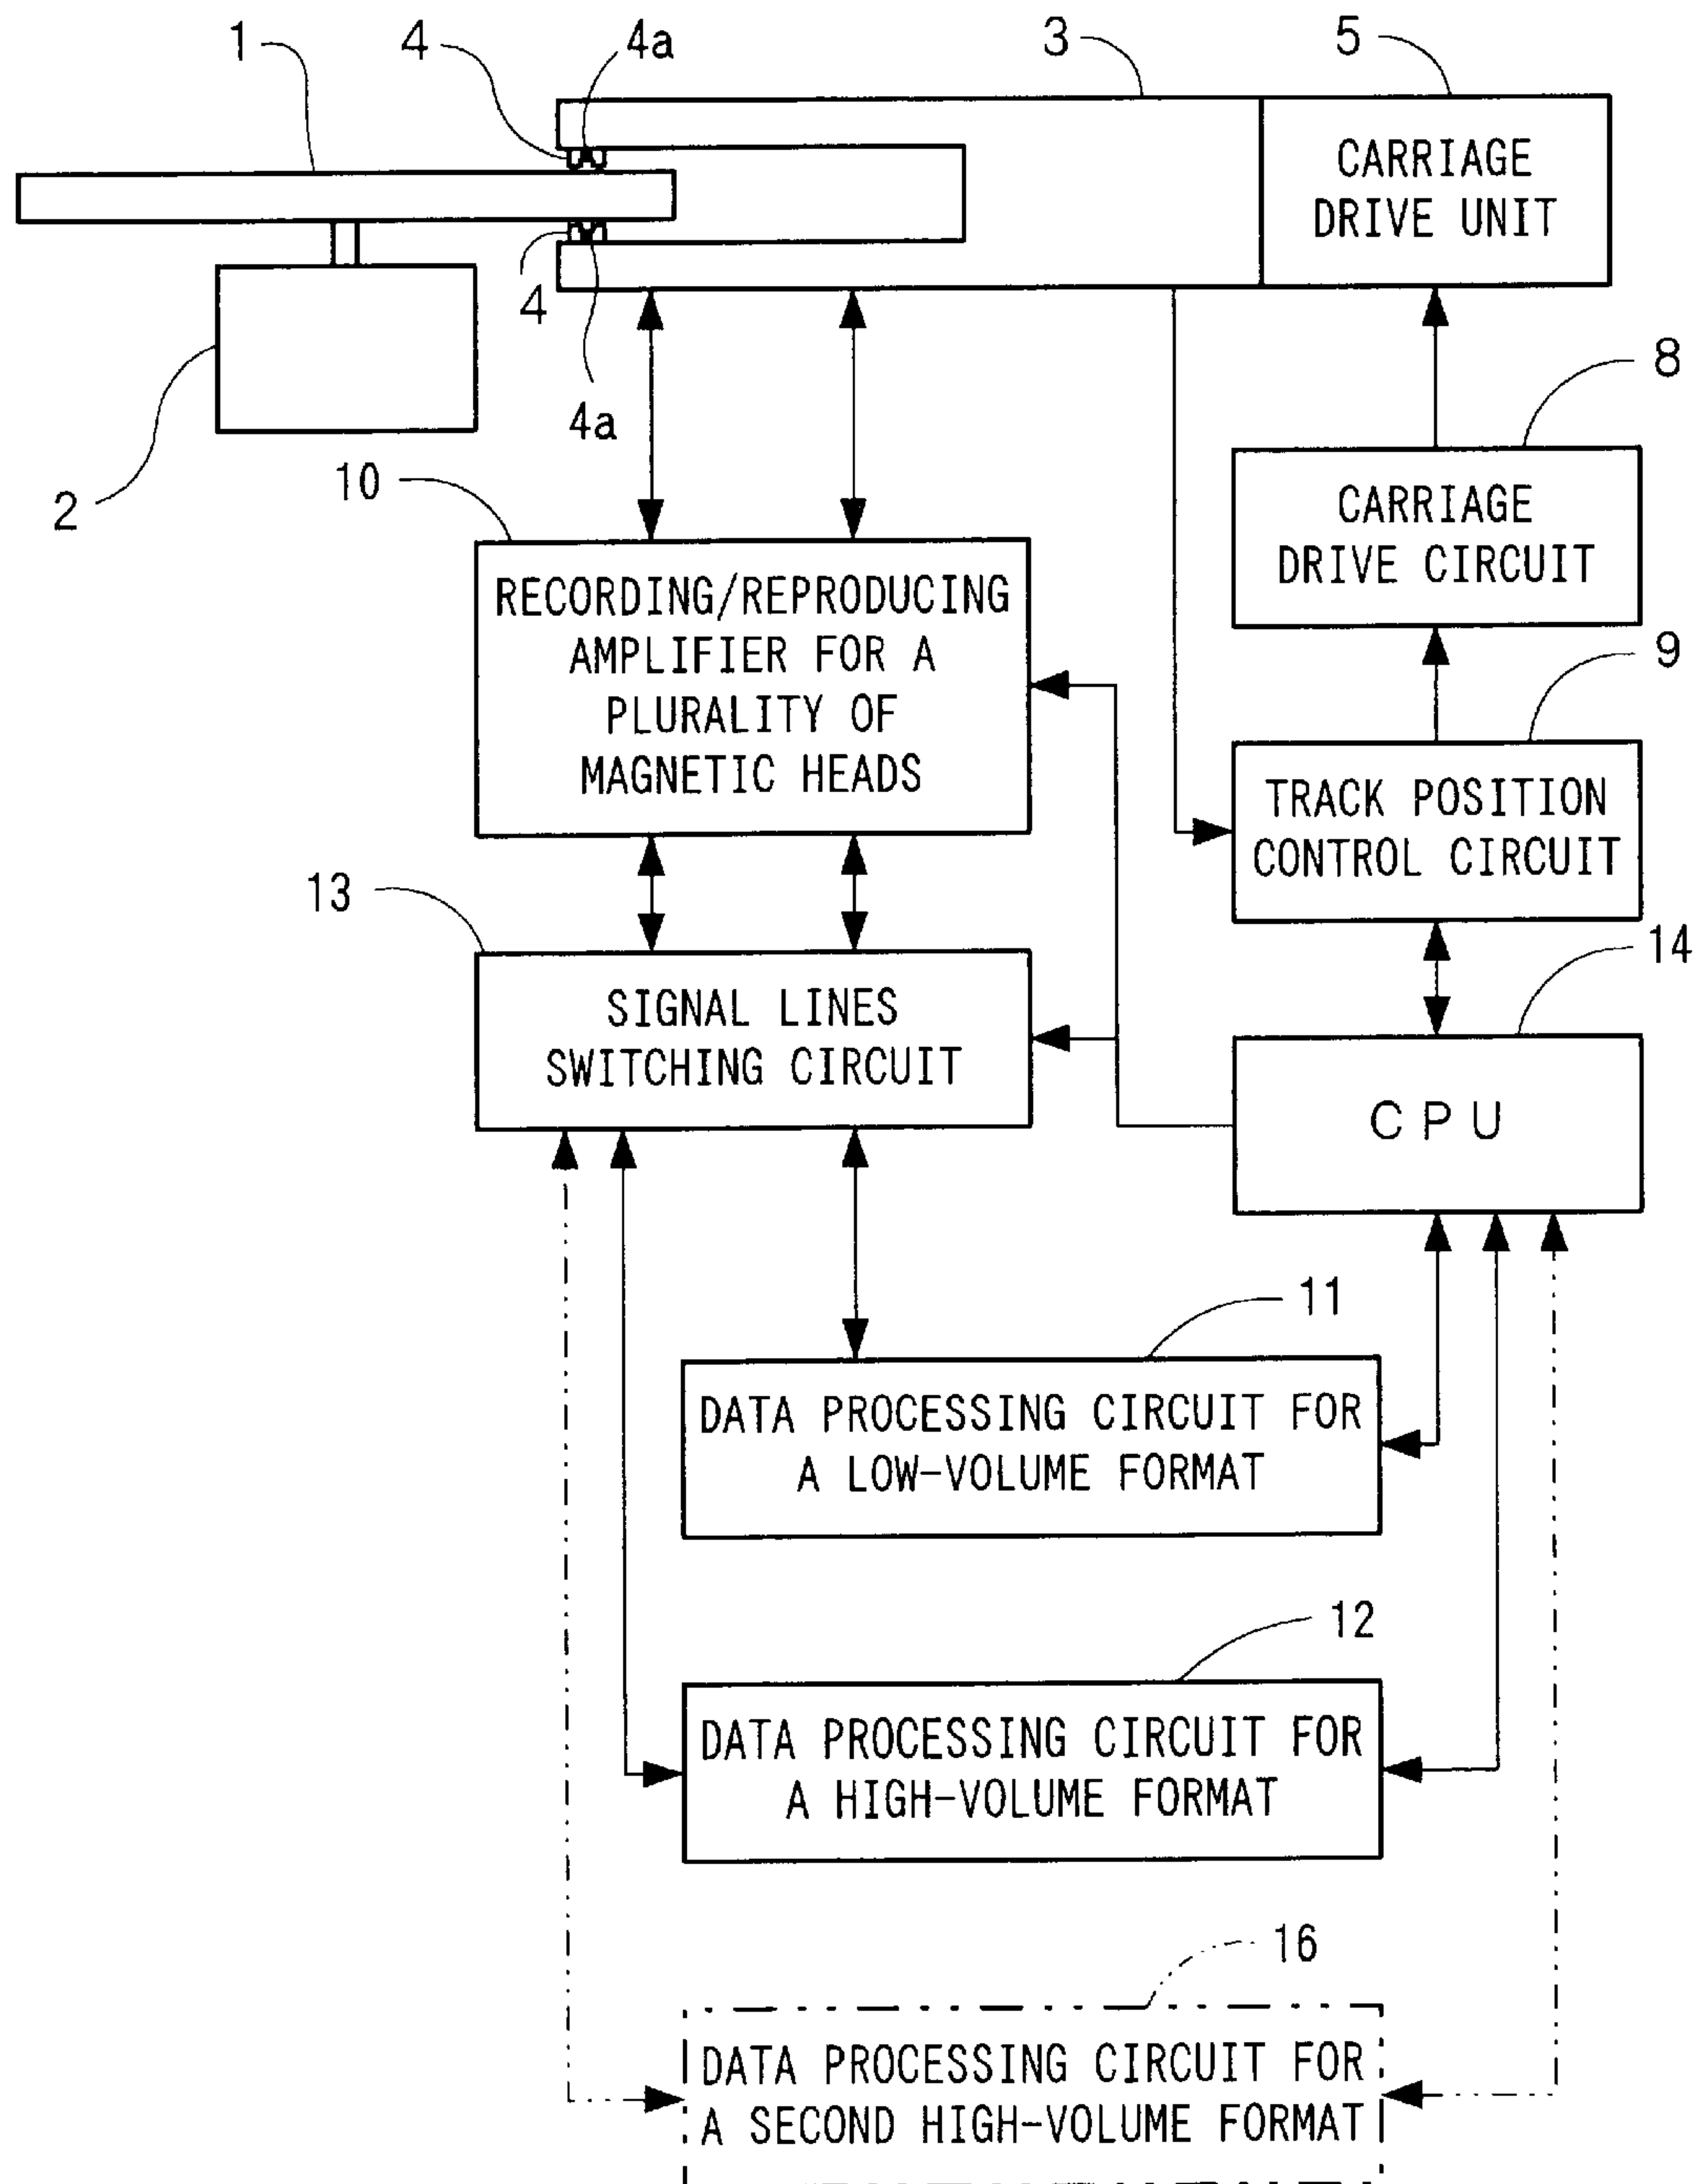 1
4
4a
3
5
CARRIAGE
DRIVE UNIT
4
4a
2
8
CARRIAGE
DRIVE CIRCUIT
10
RECORDING/REPRODUCING
AMPLIFIER FOR A
PLURALITY OF
MAGNETIC HEADS
9
TRACK POSITION
CONTROL CIRCUIT
13
SIGNAL LINES
SWITCHING CIRCUIT
14
CPU
11
DATA PROCESSING CIRCUIT FOR
A LOW-VOLUME FORMAT
12
DATA PROCESSING CIRCUIT FOR
A HIGH-VOLUME FORMAT
16
DATA PROCESSING CIRCUIT FOR
A SECOND HIGH-VOLUME FORMAT